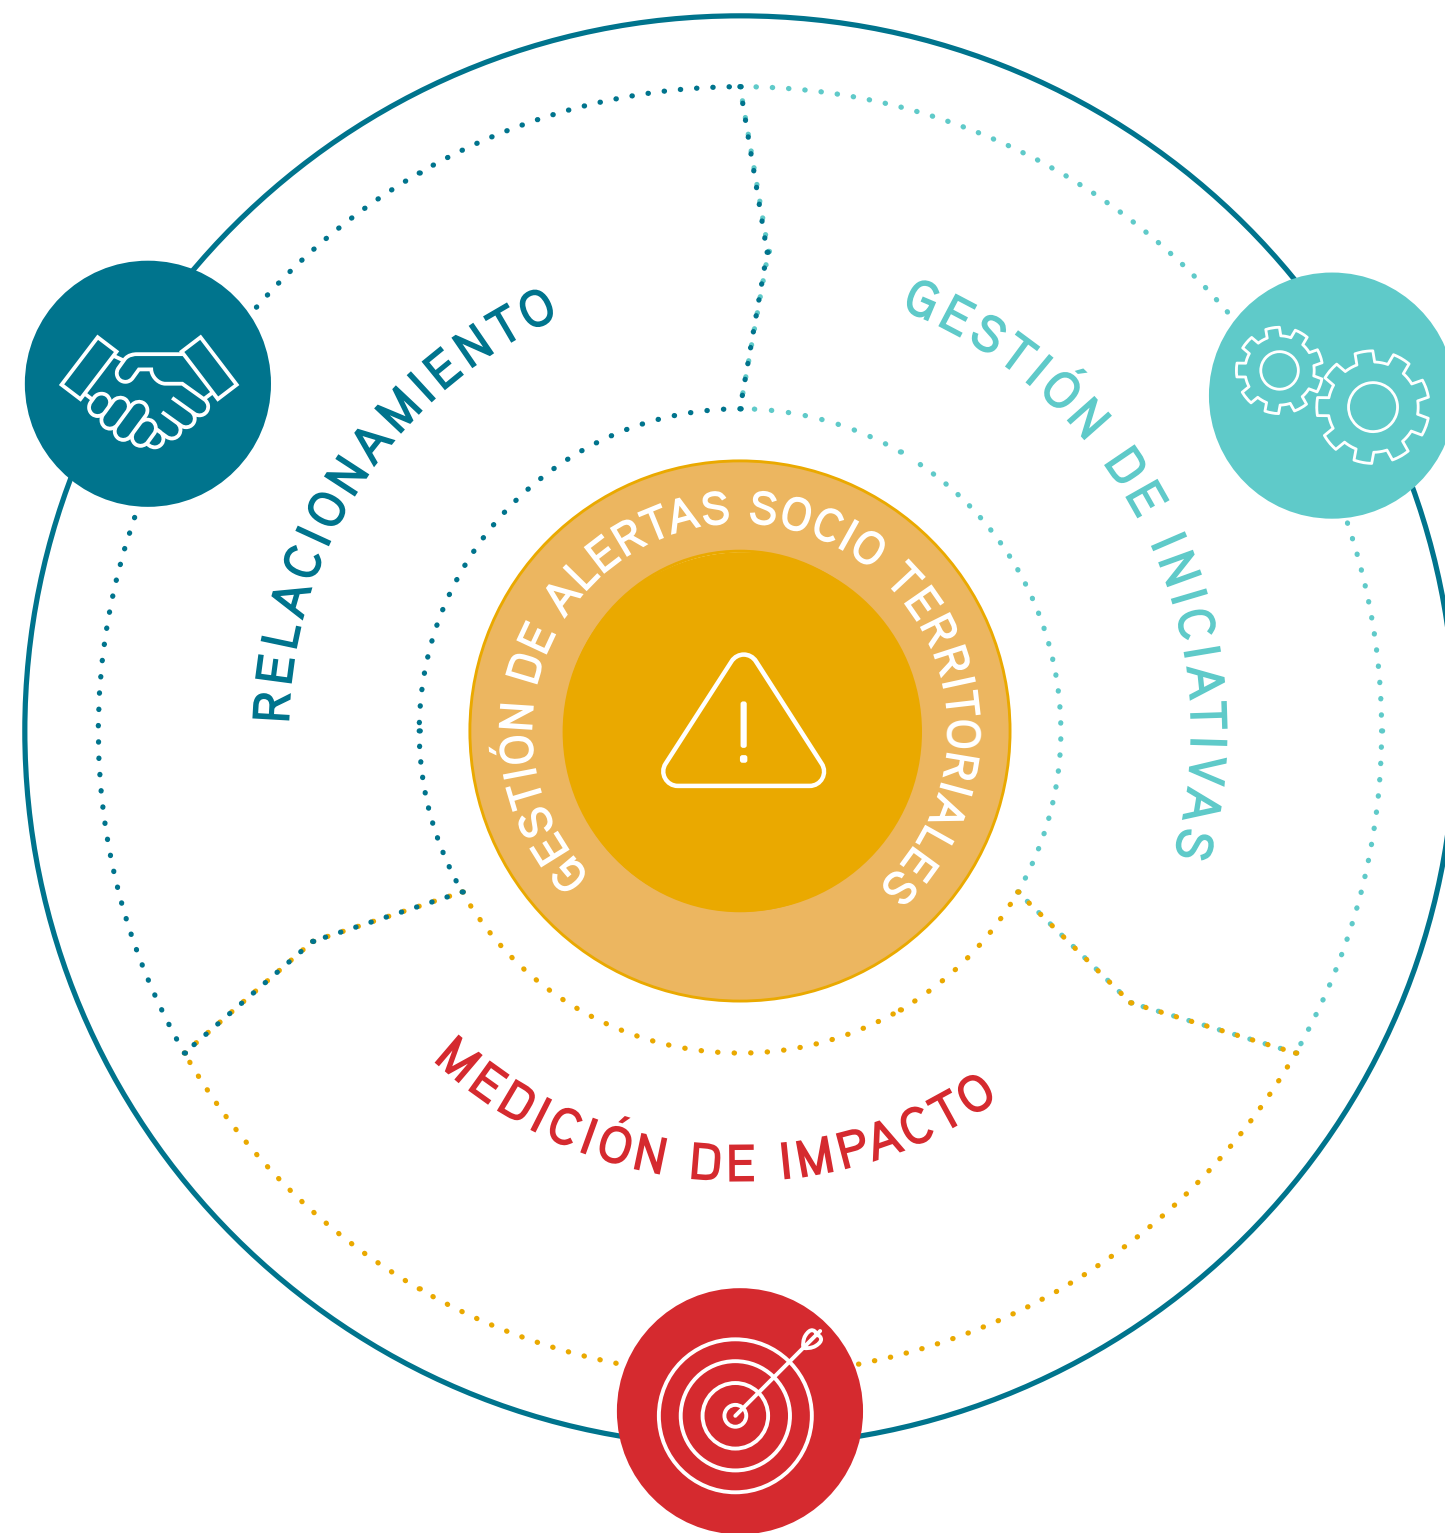 RELACIONAMIENTO
GESTIÓN DE INICIATIVAS
GESTIÓN DE ALERTAS SOCIO TERRITORIALES
MEDICIÓN DE IMPACTO